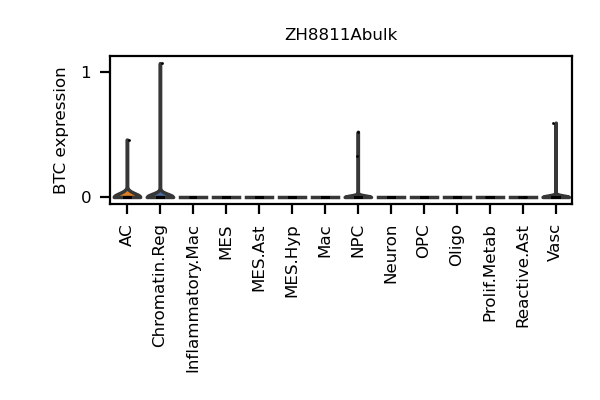 ZH8811Abulk
BTC expression
1
0
AC
Chromatin.Reg
Inflammatory.Mac
MES
MES.Ast
MES.Hyp
Mac
NPC
Neuron
OPC
Oligo
Prolif.Metab
Reactive.Ast
Vasc